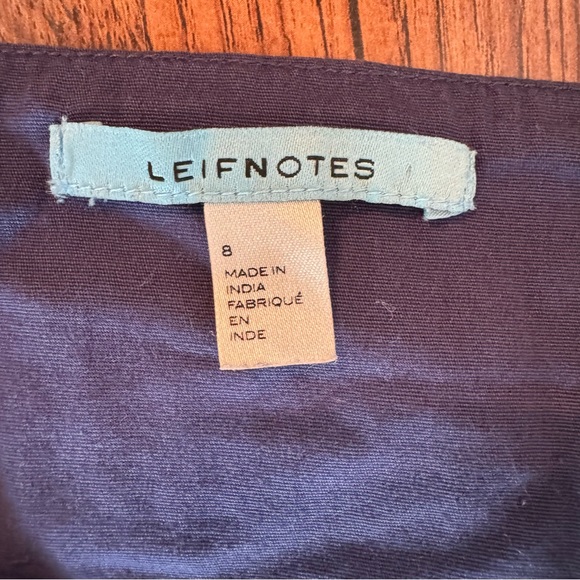 LEIFNOTES
8
MADE IN
INDIA
FABRIQUÉ
EN
INDE